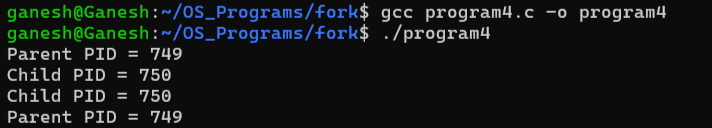 ganesh@Ganesh:~/OS_Programs/fork$ gcc program4.c -o program4
ganesh@Ganesh:~/OS_Programs/fork$ ./program4
Parent PID = 749
Child PID = 750
Child PID = 750
Parent PID = 749